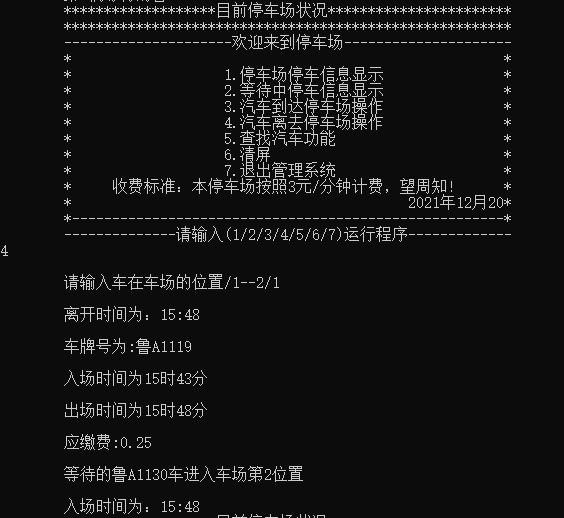 *******************目前停车场状况***********************
---------------------欢迎来到停车场---------------------
* *
* 1.停车场停车信息显示 *
* 2.等待中停车信息显示 *
* 3.汽车到达停车场操作 *
* 4.汽车离去停车场操作 *
* 5.查找汽车功能 *
* 6.清屏 *
* 7.退出管理系统 *
* 收费标准：本停车场按照3元/分钟计费，望周知! *
* 2021年12月20*
*------------------------------------------------------*
--------------请输入(1/2/3/4/5/6/7)运行程序-------------
4
请输入车在车场的位置/1--2/1
离开时间为：15:48
车牌号为:鲁A1119
入场时间为15时43分
出场时间为15时48分
应缴费:0.25
等待的鲁A1130车进入车场第2位置
入场时间为：15:48
目前停车场状况